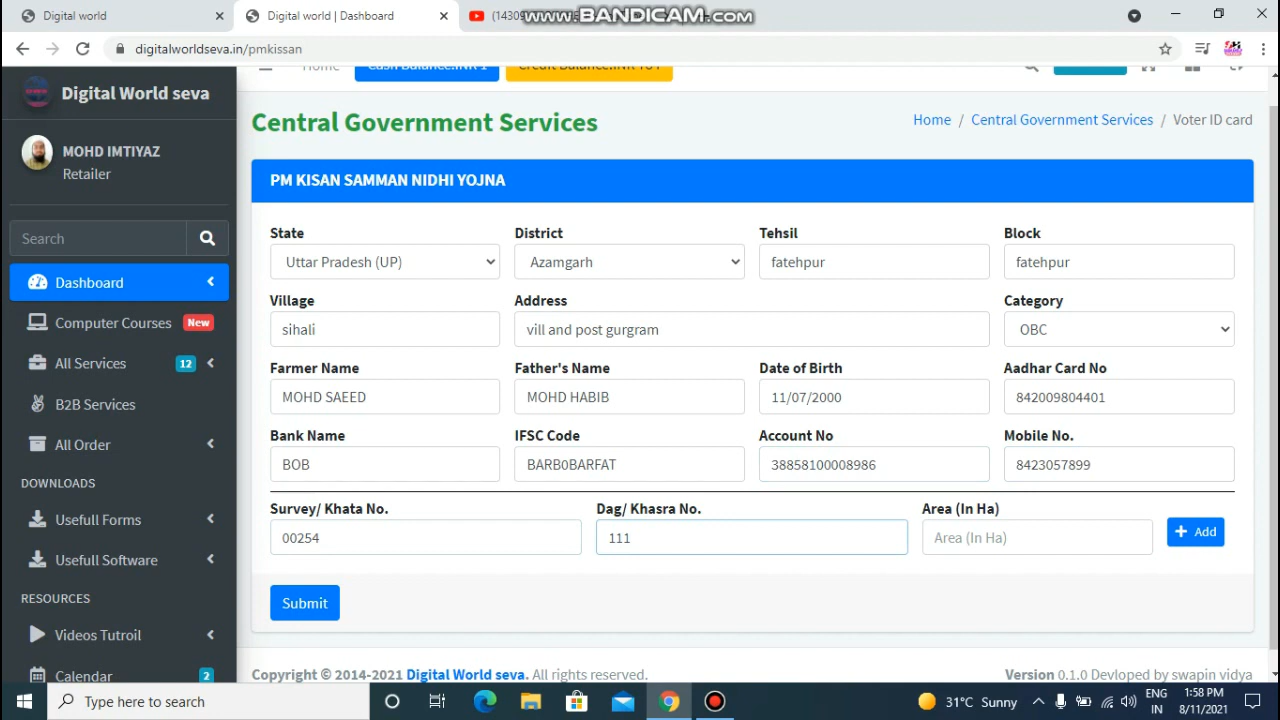 Digital world
Digital world | Dashboard
www.BANDICAM.com
digitalworldseva.in/pmkissan
Digital World seva
Home
Cash Balance:INR 1
MOHD IMTIYAZ
Retailer
Search
Dashboard
Computer Courses New
All Services 12
B2B Services
All Order
DOWNLOADS
Usefull Forms
Usefull Software
RESOURCES
Videos Tutroil
Calendar 2
Central Government Services
Home / Central Government Services / Voter ID card
PM KISAN SAMMAN NIDHI YOJNA
State District Tehsil Block
Uttar Pradesh (UP) Azamgarh fatehpur fatehpur
Village Address Category
sihali vill and post gurgram OBC
Farmer Name Father's Name Date of Birth Aadhar Card No
MOHD SAEED MOHD HABIB 11/07/2000 842009804401
Bank Name IFSC Code Account No Mobile No.
BOB BARB0BARFAT 38858100008986 8423057899
Survey/ Khata No. Dag/ Khasra No. Area (In Ha)
00254 111 Area (In Ha) + Add
Submit
Copyright © 2014-2021 Digital World seva. All rights reserved.
Version 0.1.0 Devloped by swapin vidya
Type here to search
31°C Sunny
ENG
IN
1:58 PM
8/11/2021